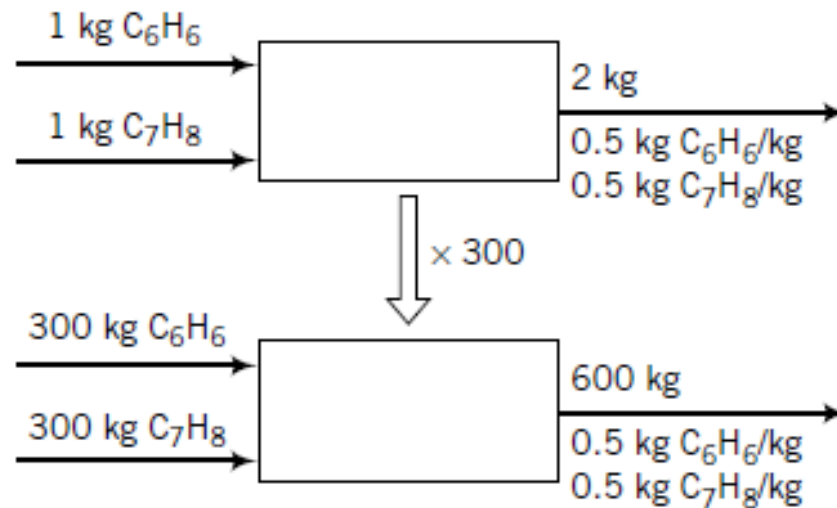 1 kg C₆H₆
1 kg C₇H₈
2 kg
0.5 kg C₆H₆/kg
0.5 kg C₇H₈/kg
× 300
300 kg C₆H₆
300 kg C₇H₈
600 kg
0.5 kg C₆H₆/kg
0.5 kg C₇H₈/kg